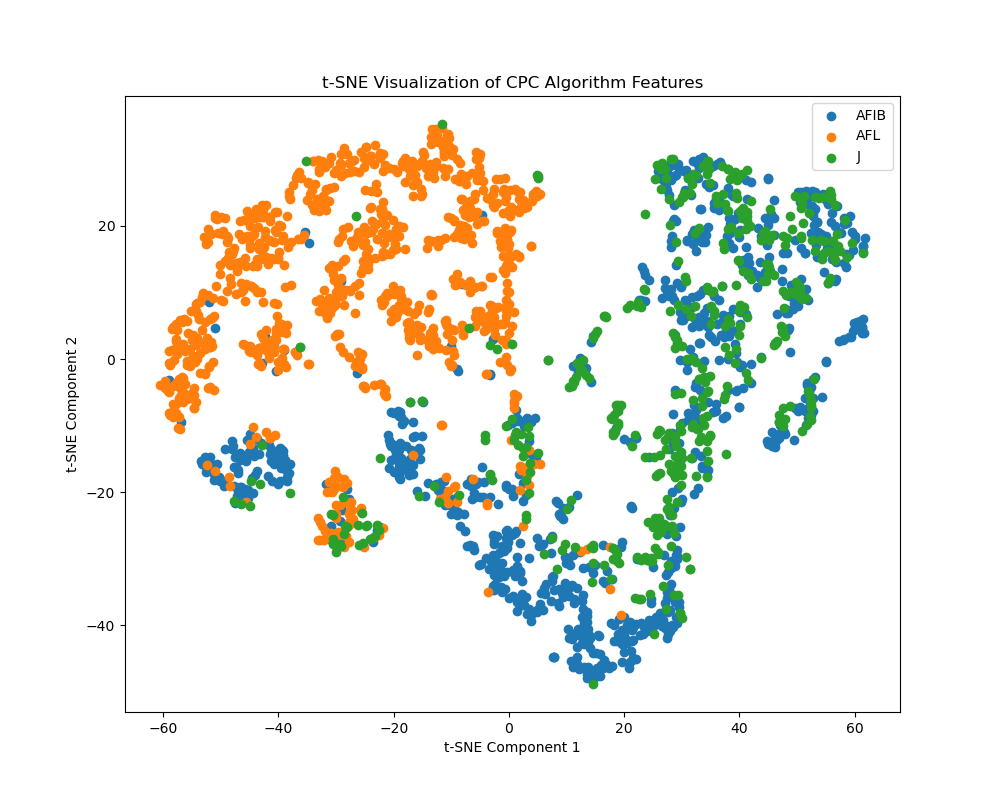 t-SNE Visualization of CPC Algorithm Features
AFIB
AFL
J
20
0
−20
−40
t-SNE Component 2
−60
−40
−20
0
20
40
60
t-SNE Component 1